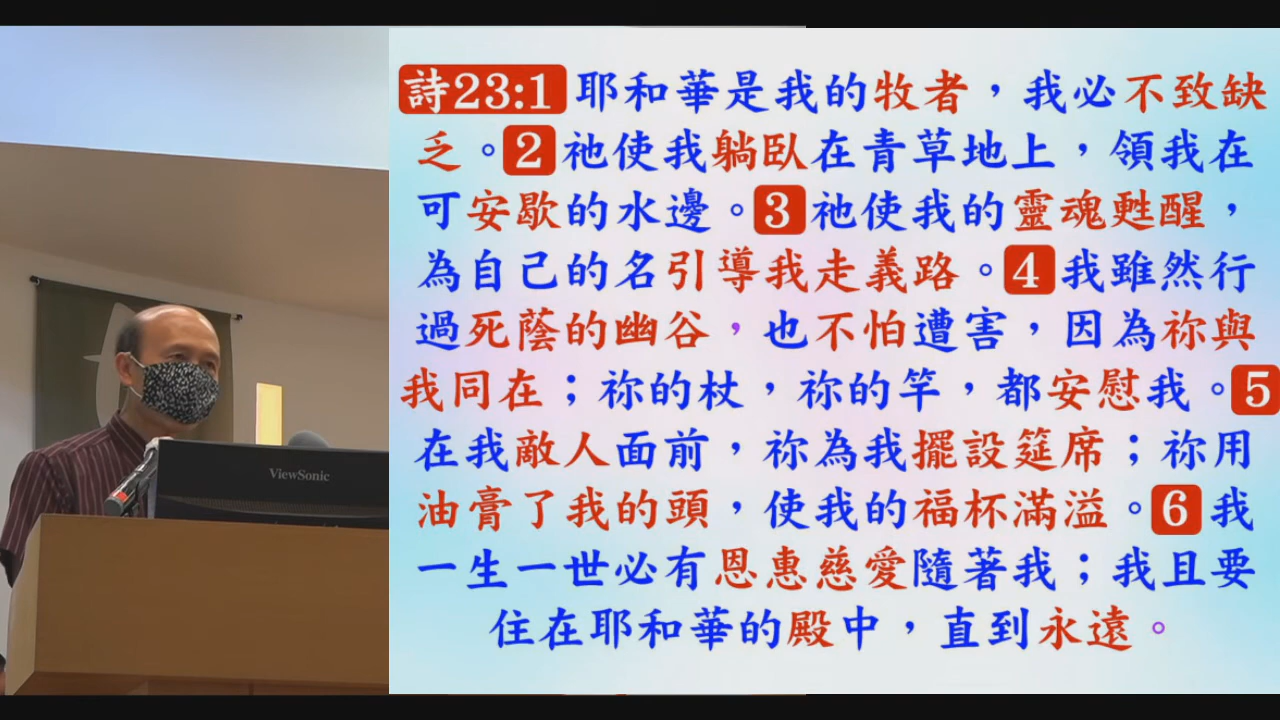 詩23:1 耶和華是我的牧者，我必不致缺
乏。2 祂使我躺臥在青草地上，領我在
可安歇的水邊。3 祂使我的靈魂甦醒，
為自己的名引導我走義路。4 我雖然行
過死蔭的幽谷，也不怕遭害，因為祢與
我同在；祢的杖，祢的竿，都安慰我。5
在我敵人面前，祢為我擺設筵席；祢用
油膏了我的頭，使我的福杯滿溢。6 我
一生一世必有恩惠慈愛隨著我；我且要
住在耶和華的殿中，直到永遠。
ViewSonic